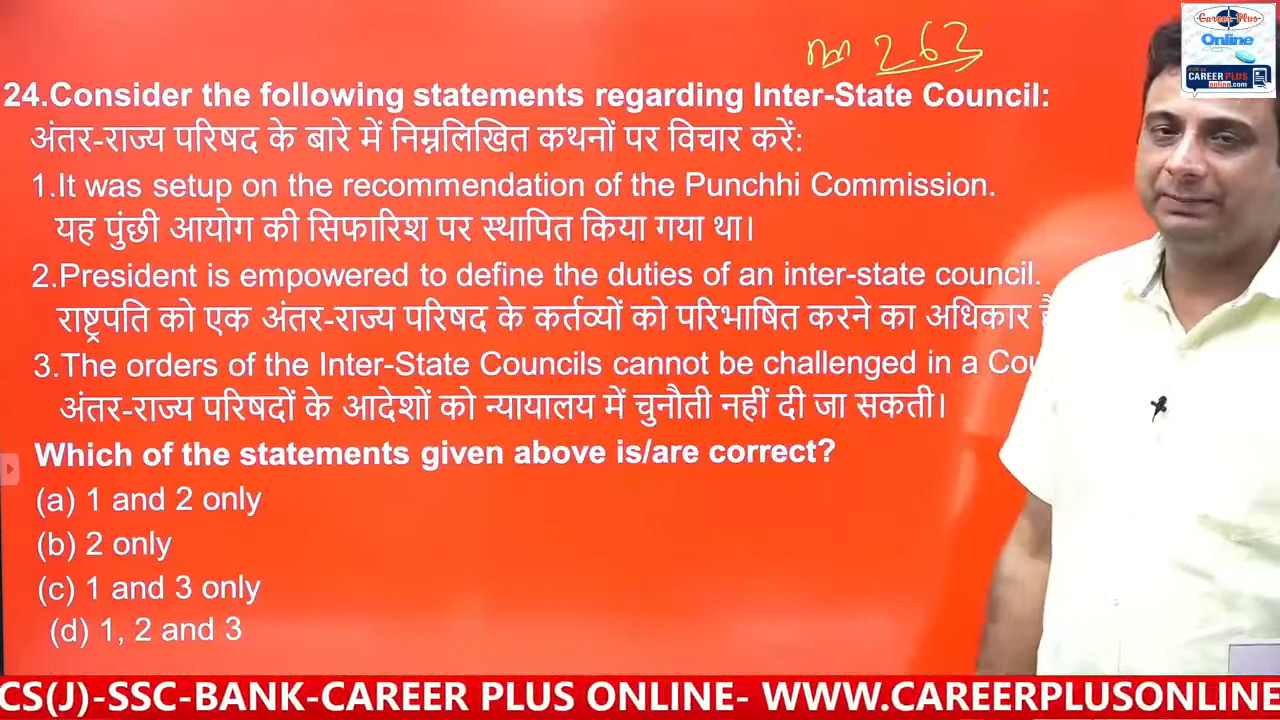 263
24.Consider the following statements regarding Inter-State Council:
अंतर-राज्य परिषद के बारे में निम्नलिखित कथनों पर विचार करें:
1.It was setup on the recommendation of the Punchhi Commission.
यह पुंछी आयोग की सिफारिश पर स्थापित किया गया था।
2.President is empowered to define the duties of an inter-state council.
राष्ट्रपति को एक अंतर-राज्य परिषद के कर्तव्यों को परिभाषित करने का अधिकार
3.The orders of the Inter-State Councils cannot be challenged in a
अंतर-राज्य परिषदों के आदेशों को न्यायालय में चुनौती नहीं दी जा सकती।
Which of the statements given above is/are correct?
(a) 1 and 2 only
(b) 2 only
(c) 1 and 3 only
(d) 1, 2 and 3
Career-Plus
Online
CAREER PLUS
online.com
CS(J)-SSC-BANK-CAREER PLUS ONLINE- WWW.CAREERPLUSONLINE